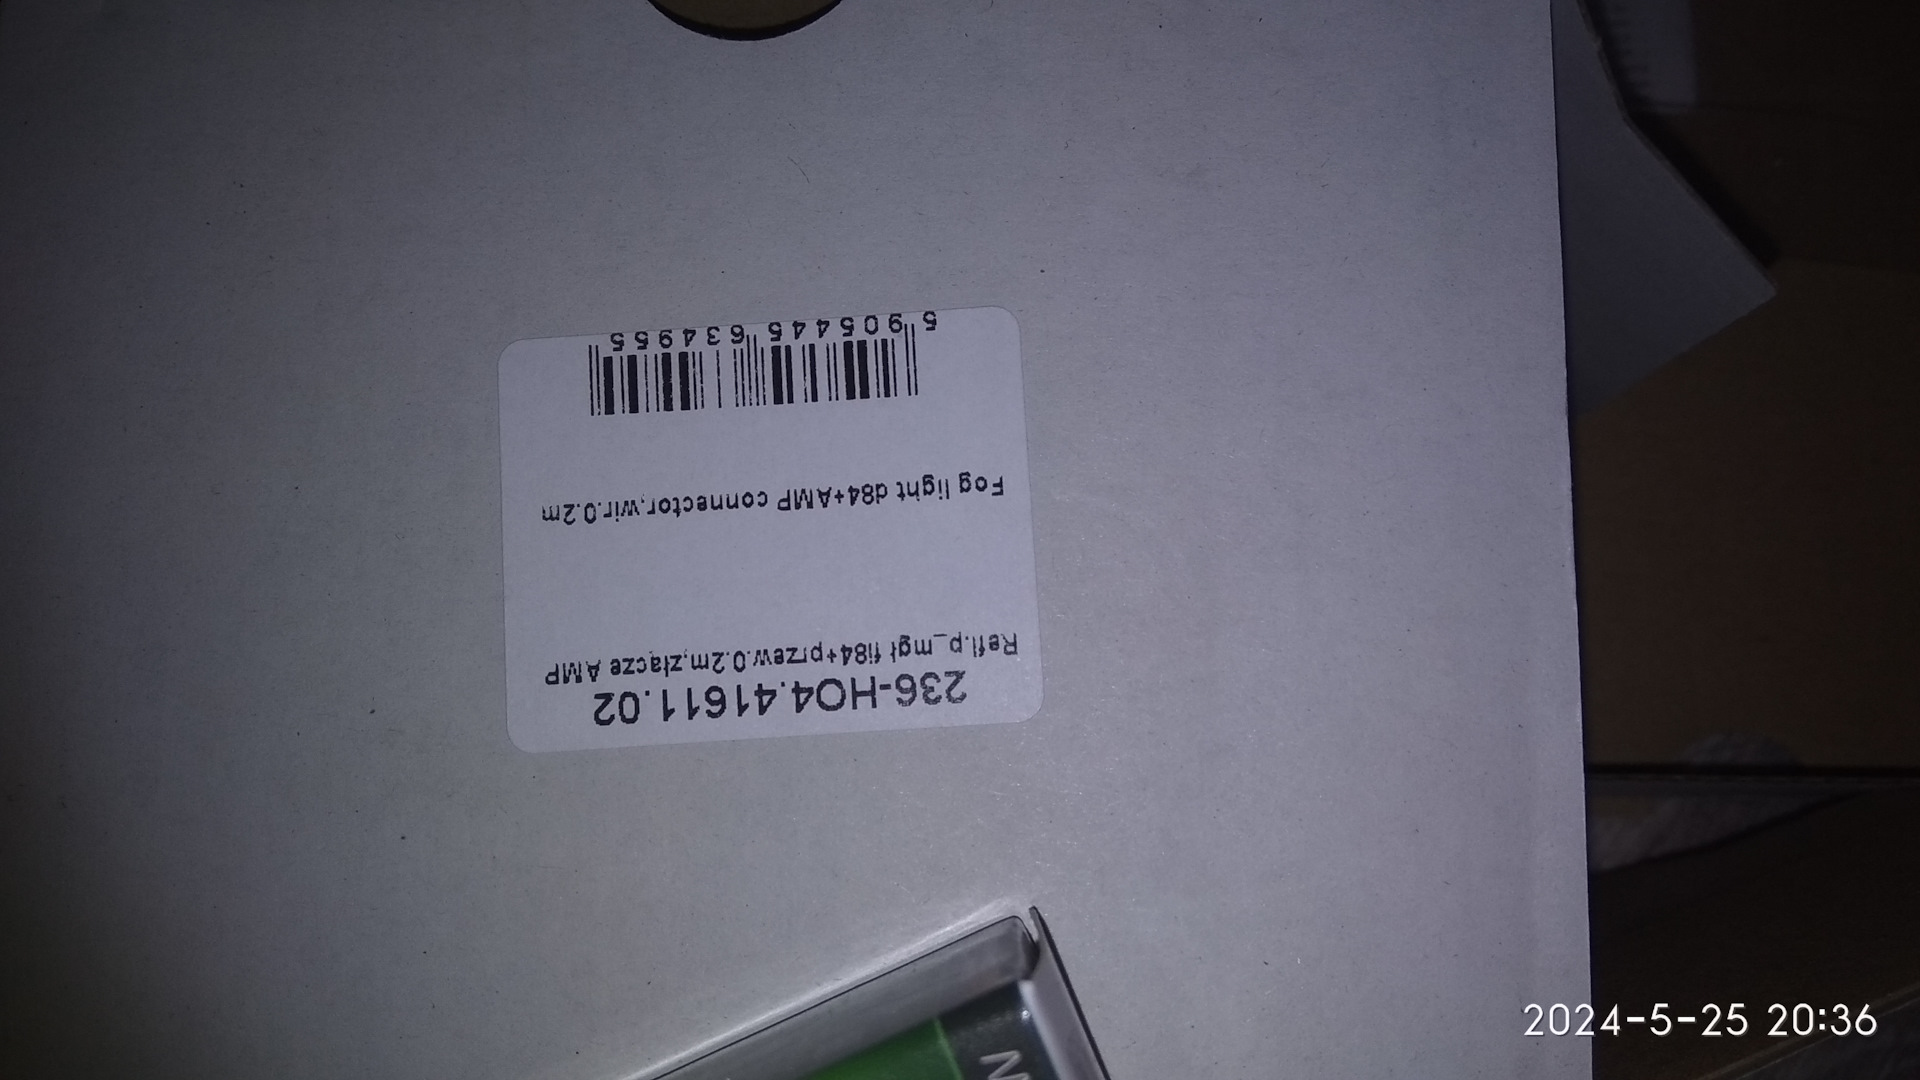 236-HO4.41611.02
Refl.p_mgł fi84+przew.0.2m,złącze AMP
Fog light d84+AMP connector,wir.0.2m
5 905445 634955
2024-5-25 20:36